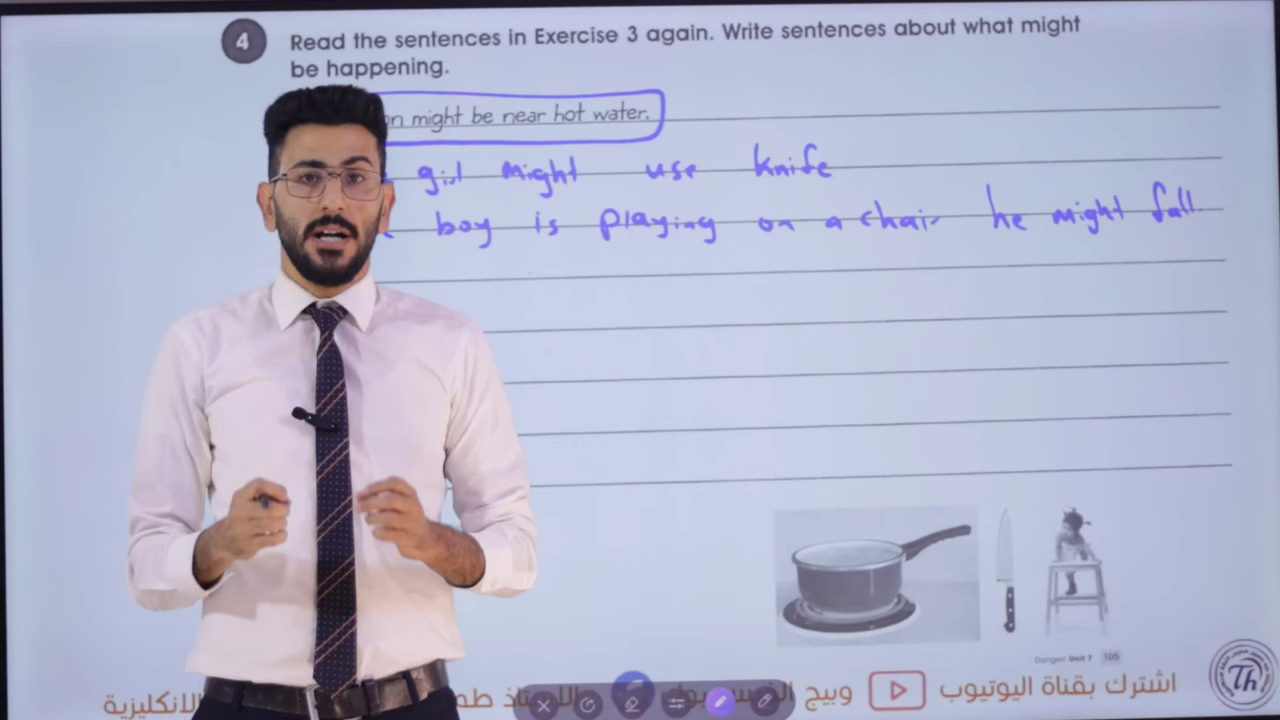 4 Read the sentences in Exercise 3 again. Write sentences about what might
be happening.
on might be near hot water.
girl might use knife
boy is playing on a chair he might fall
Danger! Unit 7 105
اشترك بقناة اليوتيوب وبيج
الانكليزية
Th